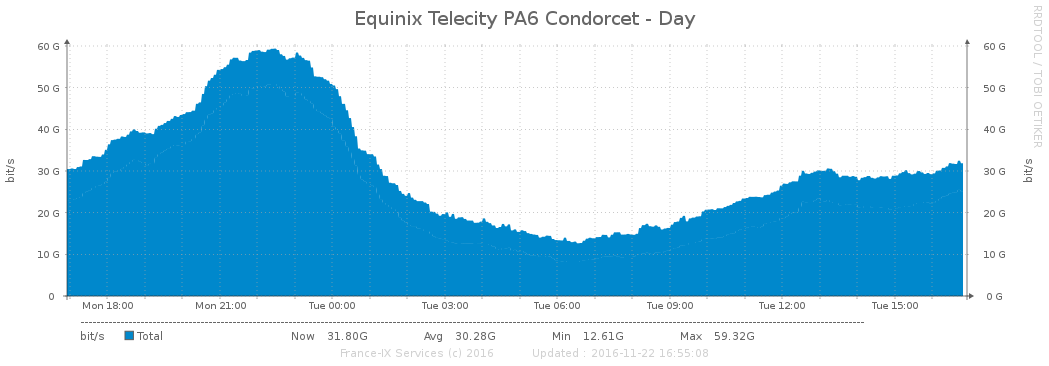 Equinix Telecity PA6 Condorcet - Day
RRDTOOL / TOBI OETIKER
bit/s
bit/s
60 G 60 G
50 G 50 G
40 G 40 G
30 G 30 G
20 G 20 G
10 G 10 G
0 0 G
Mon 18:00 Mon 21:00 Tue 00:00 Tue 03:00 Tue 06:00 Tue 09:00 Tue 12:00 Tue 15:00
bit/s Total Now 31.80G Avg 30.28G Min 12.61G Max 59.32G
France-IX Services (c) 2016 Updated : 2016-11-22 16:55:08